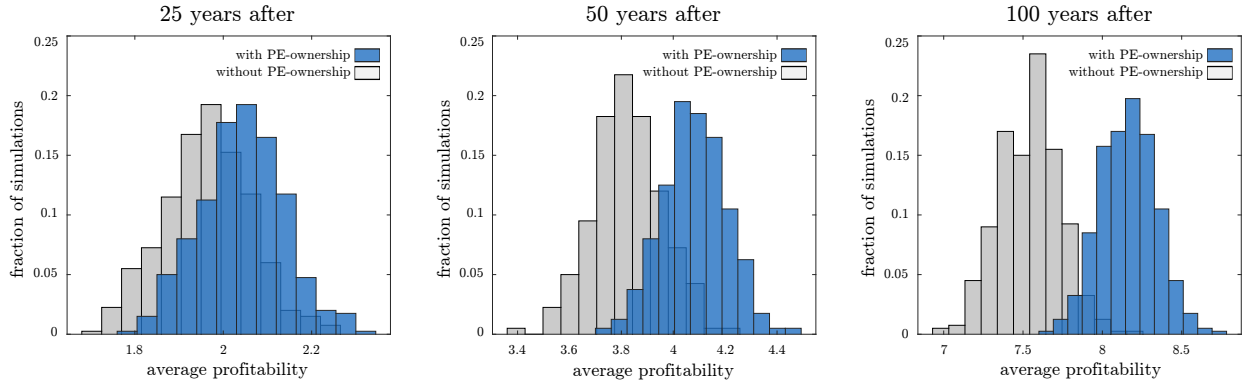 25 years after
0.25
0.2
0.15
0.1
0.05
0
fraction of simulations
with PE-ownership
without PE-ownership
1.8
2
2.2
average profitability
50 years after
0.25
0.2
0.15
0.1
0.05
0
fraction of simulations
with PE-ownership
without PE-ownership
3.4
3.6
3.8
4
4.2
4.4
average profitability
100 years after
0.25
0.2
0.15
0.1
0.05
0
fraction of simulations
with PE-ownership
without PE-ownership
7
7.5
8
8.5
average profitability